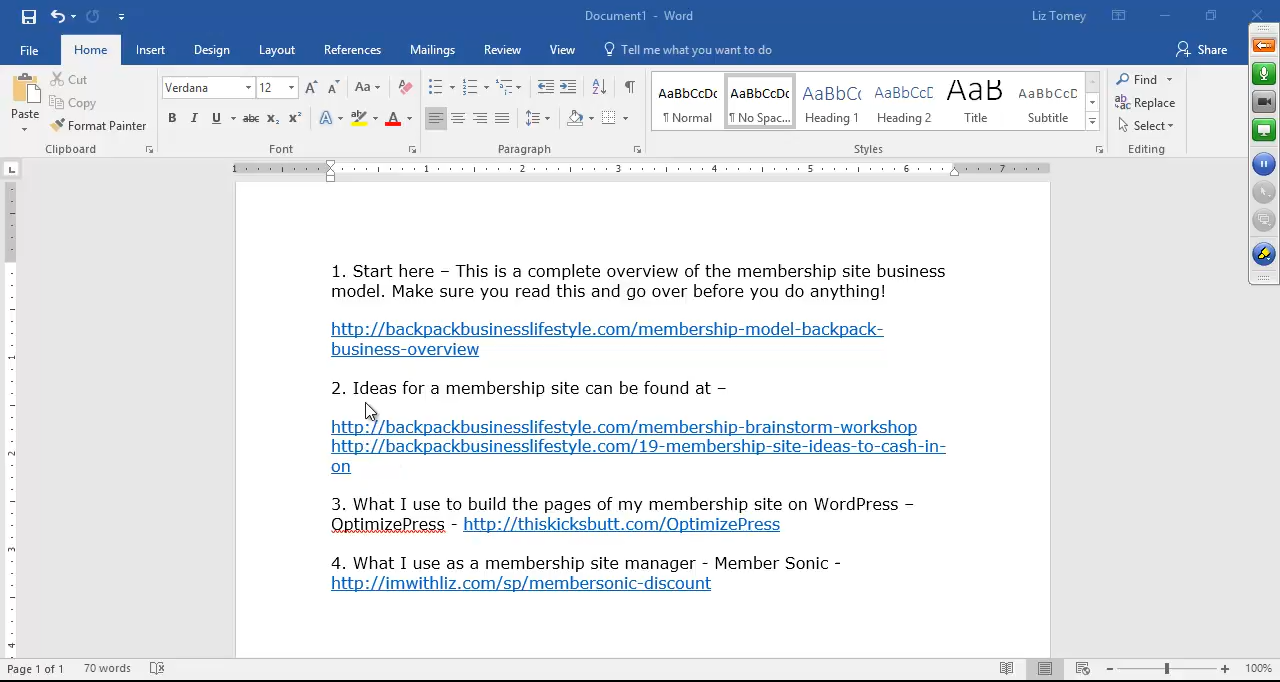 Document1 - Word
Liz Tomey
File Home Insert Design Layout References Mailings Review View Tell me what you want to do Share
Paste
Cut
Copy
Format Painter
Clipboard
Verdana 12
Font
Paragraph
AaBbCcDc AaBbCcDc AaBbCc AaBbCcD AaB AaBbCcD
¶ Normal ¶ No Spac... Heading 1 Heading 2 Title Subtitle
Styles
Find
Replace
Select
Editing
1. Start here – This is a complete overview of the membership site business
model. Make sure you read this and go over before you do anything!
http://backpackbusinesslifestyle.com/membership-model-backpack-
business-overview
2. Ideas for a membership site can be found at –
http://backpackbusinesslifestyle.com/membership-brainstorm-workshop
http://backpackbusinesslifestyle.com/19-membership-site-ideas-to-cash-in-
on
3. What I use to build the pages of my membership site on WordPress –
OptimizePress - http://thiskicksbutt.com/OptimizePress
4. What I use as a membership site manager - Member Sonic -
http://imwithliz.com/sp/membersonic-discount
Page 1 of 1 70 words 100%